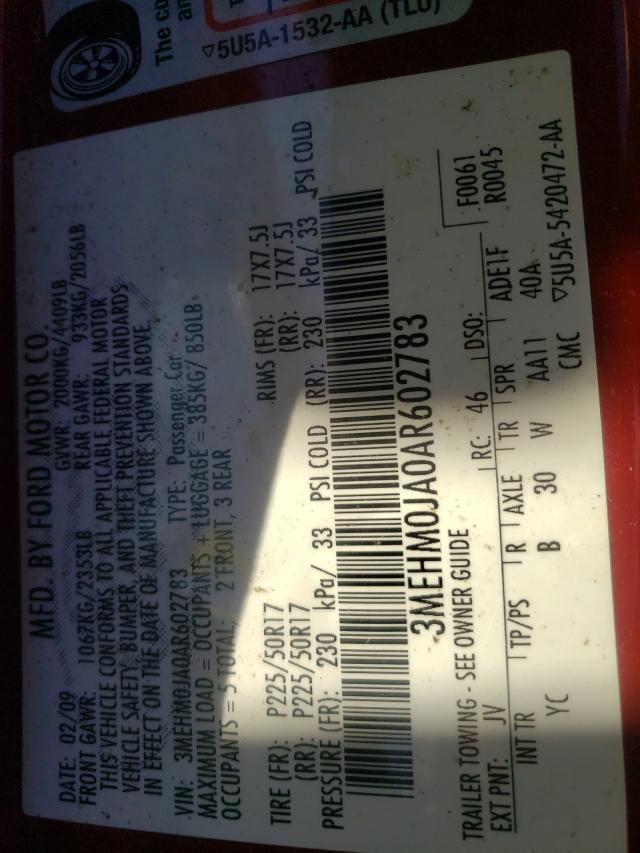 The co
an
T
▽5U5A-1532-AA (TLU)
MFD. BY FORD MOTOR CO.
DATE: 02/09 GVWR: 2000KG/4409LB
FRONT GAWR: 1067KG/2353LB REAR GAWR: 933KG/2056LB
THIS VEHICLE CONFORMS TO ALL APPLICABLE FEDERAL MOTOR
VEHICLE SAFETY, BUMPER, AND THEFT PREVENTION STANDARDS
IN EFFECT ON THE DATE OF MANUFACTURE SHOWN ABOVE.
VIN: 3MEHM0JA0AR602783 TYPE: Passenger Car
MAXIMUM LOAD = OCCUPANTS + LUGGAGE = 385KG/ 850LB
OCCUPANTS = 5 TOTAL: 2 FRONT, 3 REAR
TIRE (FR): P225/50R17 RIMS (FR): 17X7.5J
(RR): P225/50R17 (RR): 17X7.5J
PRESSURE (FR): 230 kPa/ 33 PSI COLD (RR): 230 kPa/ 33 PSI COLD
3MEHM0JA0AR602783
TRAILER TOWING - SEE OWNER GUIDE F0061
EXT PNT: JV RC: 46 DSO: R0045
INT TR TP/PS R AXLE TR SPR ADE1F
YC B 30 W AA11 40A
CMC ▽5U5A-5420472-AA